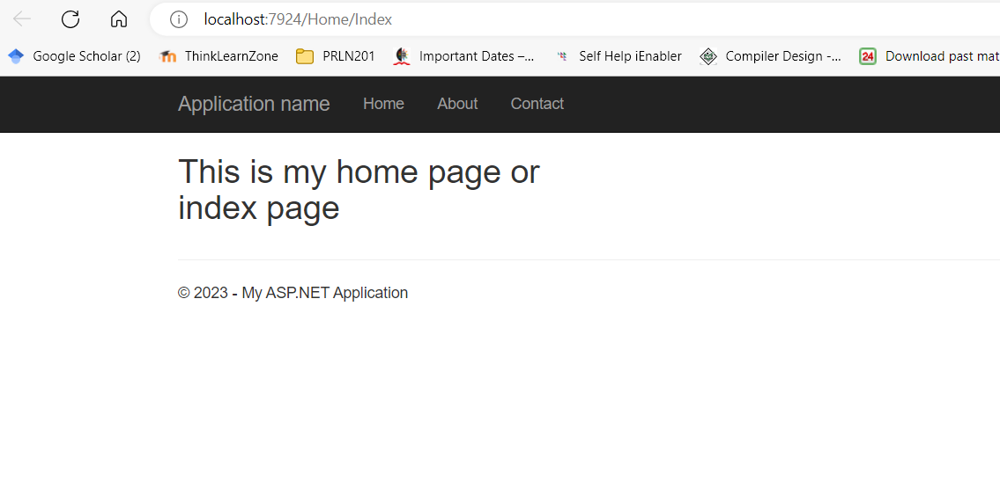 localhost:7924/Home/Index
Google Scholar (2) ThinkLearnZone PRLN201 Important Dates –... Self Help iEnabler Compiler Design -... 24 Download past mat
Application name Home About Contact
This is my home page or
index page
© 2023 - My ASP.NET Application